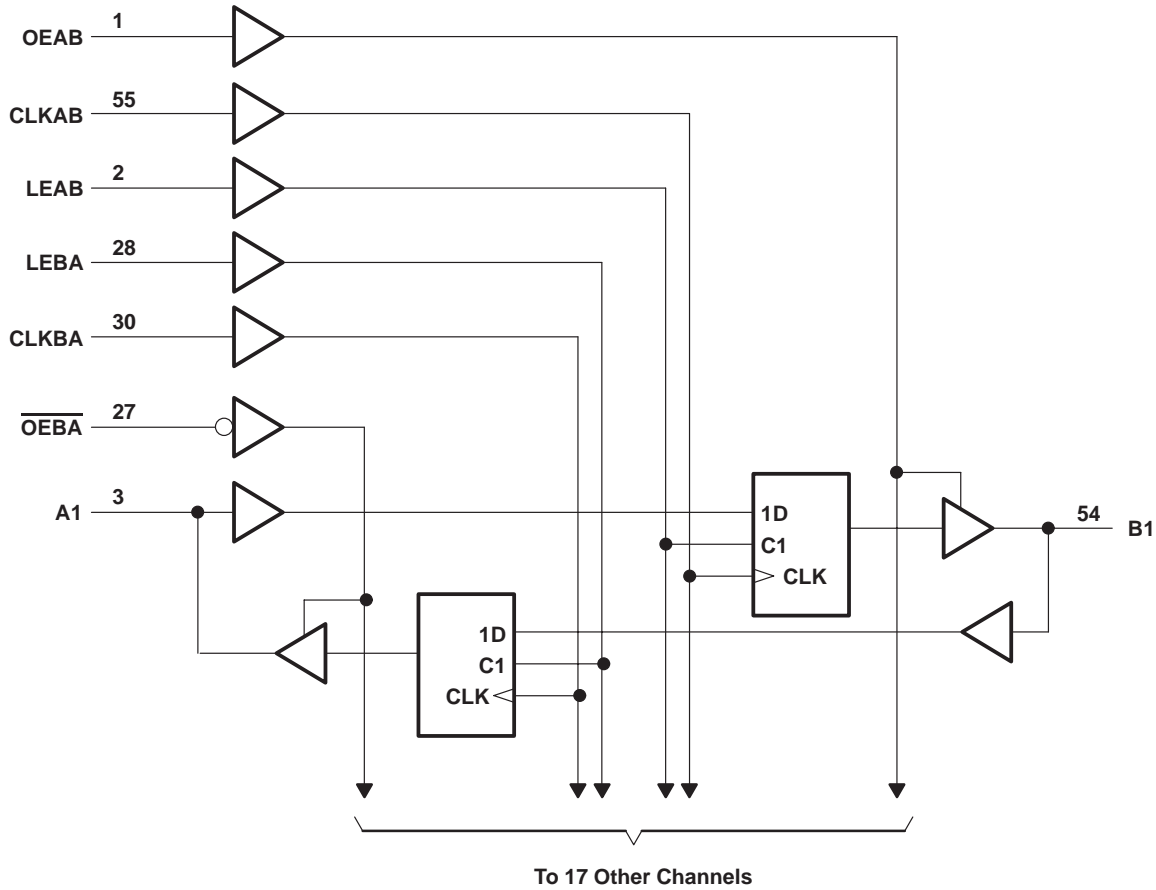 OEAB 1
CLKAB 55
LEAB 2
LEBA 28
CLKBA 30
OEBA 27
A1 3
1D
C1
CLK
54 B1
1D
C1
CLK
To 17 Other Channels